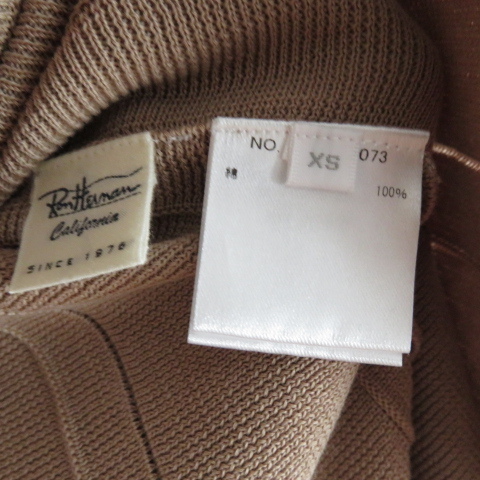 Ron Herman
California
SINCE 1976
NO.
XS
073
綿
100%